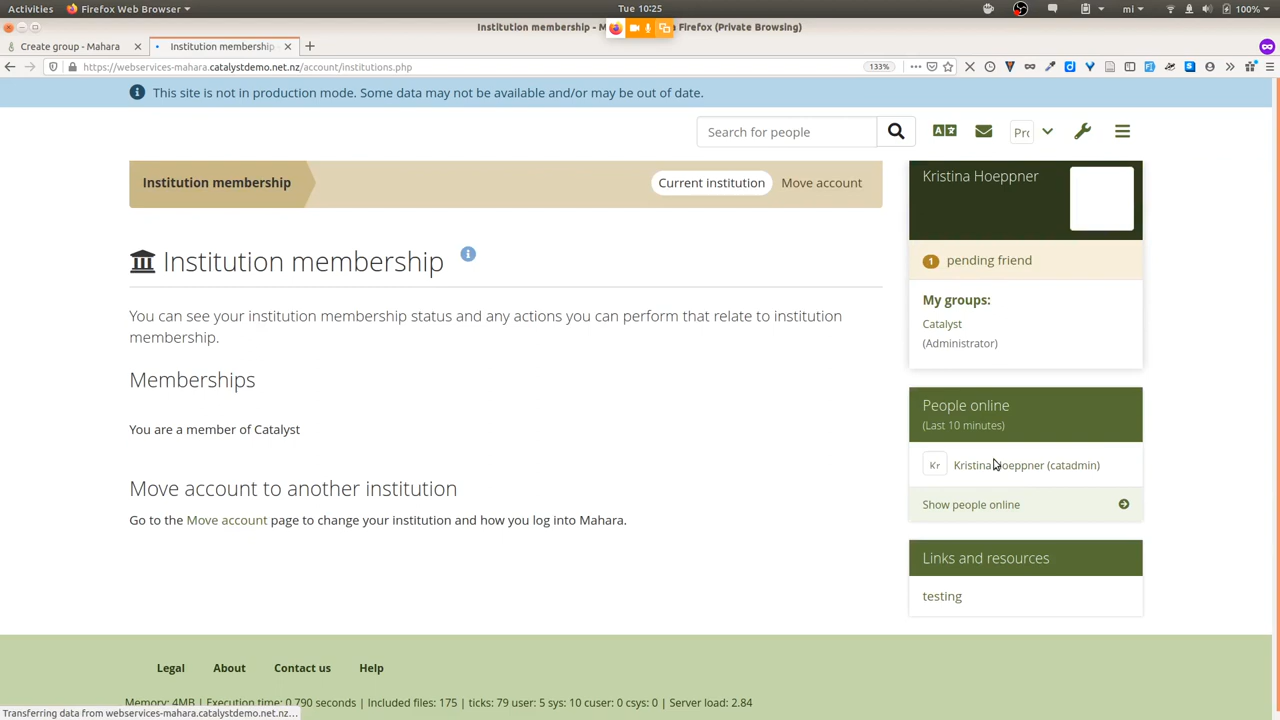 Activities
Firefox Web Browser
Tue 10:25
ml
100%
Institution membership - M
Firefox (Private Browsing)
Create group - Mahara
Institution membership
https://webservices-mahara.catalystdemo.net.nz/account/institutions.php
133%
This site is not in production mode. Some data may not be available and/or may be out of date.
Search for people
Pro
Institution membership
Current institution
Move account
Institution membership
You can see your institution membership status and any actions you can perform that relate to institution
membership.
Memberships
You are a member of Catalyst
Move account to another institution
Go to the Move account page to change your institution and how you log into Mahara.
Kristina Hoeppner
1 pending friend
My groups:
Catalyst
(Administrator)
People online
(Last 10 minutes)
Kr
Kristina Hoeppner (catadmin)
Show people online
Links and resources
testing
Legal
About
Contact us
Help
Memory: 4MB | Execution time: 0.790 seconds | Included files: 175 | ticks: 79 user: 5 sys: 10 cuser: 0 csys: 0 | Server load: 2.84
Transferring data from webservices-mahara.catalystdemo.net.nz...